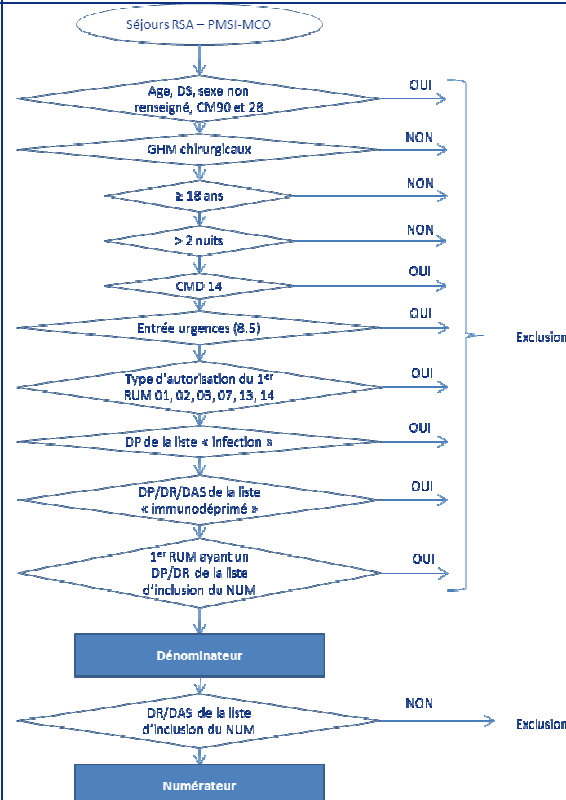 Séjours RSA – PMSI-MCO
Age, DS, sexe non
renseigné, CM90 et 28
OUI
GHM chirurgicaux
NON
≥ 18 ans
NON
> 2 nuits
NON
CMD 14
OUI
Entrée urgences (8.5)
OUI
Exclusion
Type d'autorisation du 1er
RUM 01, 02, 03, 07, 13, 14
OUI
DP de la liste « infection »
OUI
DP/DR/DAS de la liste
« immunodéprimé »
OUI
1er RUM ayant un
DP/DR de la liste
d'inclusion du NUM
OUI
Dénominateur
DR/DAS de la liste
d'inclusion du NUM
NON
Exclusion
Numérateur